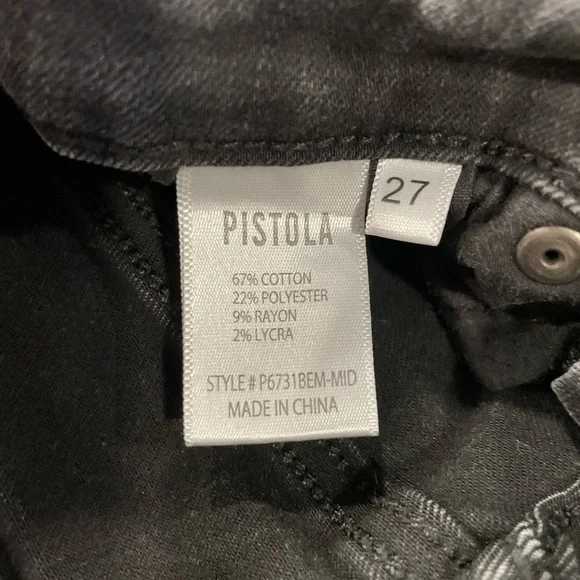 PISTOLA
67% COTTON
22% POLYESTER
9% RAYON
2% LYCRA
STYLE # P6731BEM-MID
MADE IN CHINA
27